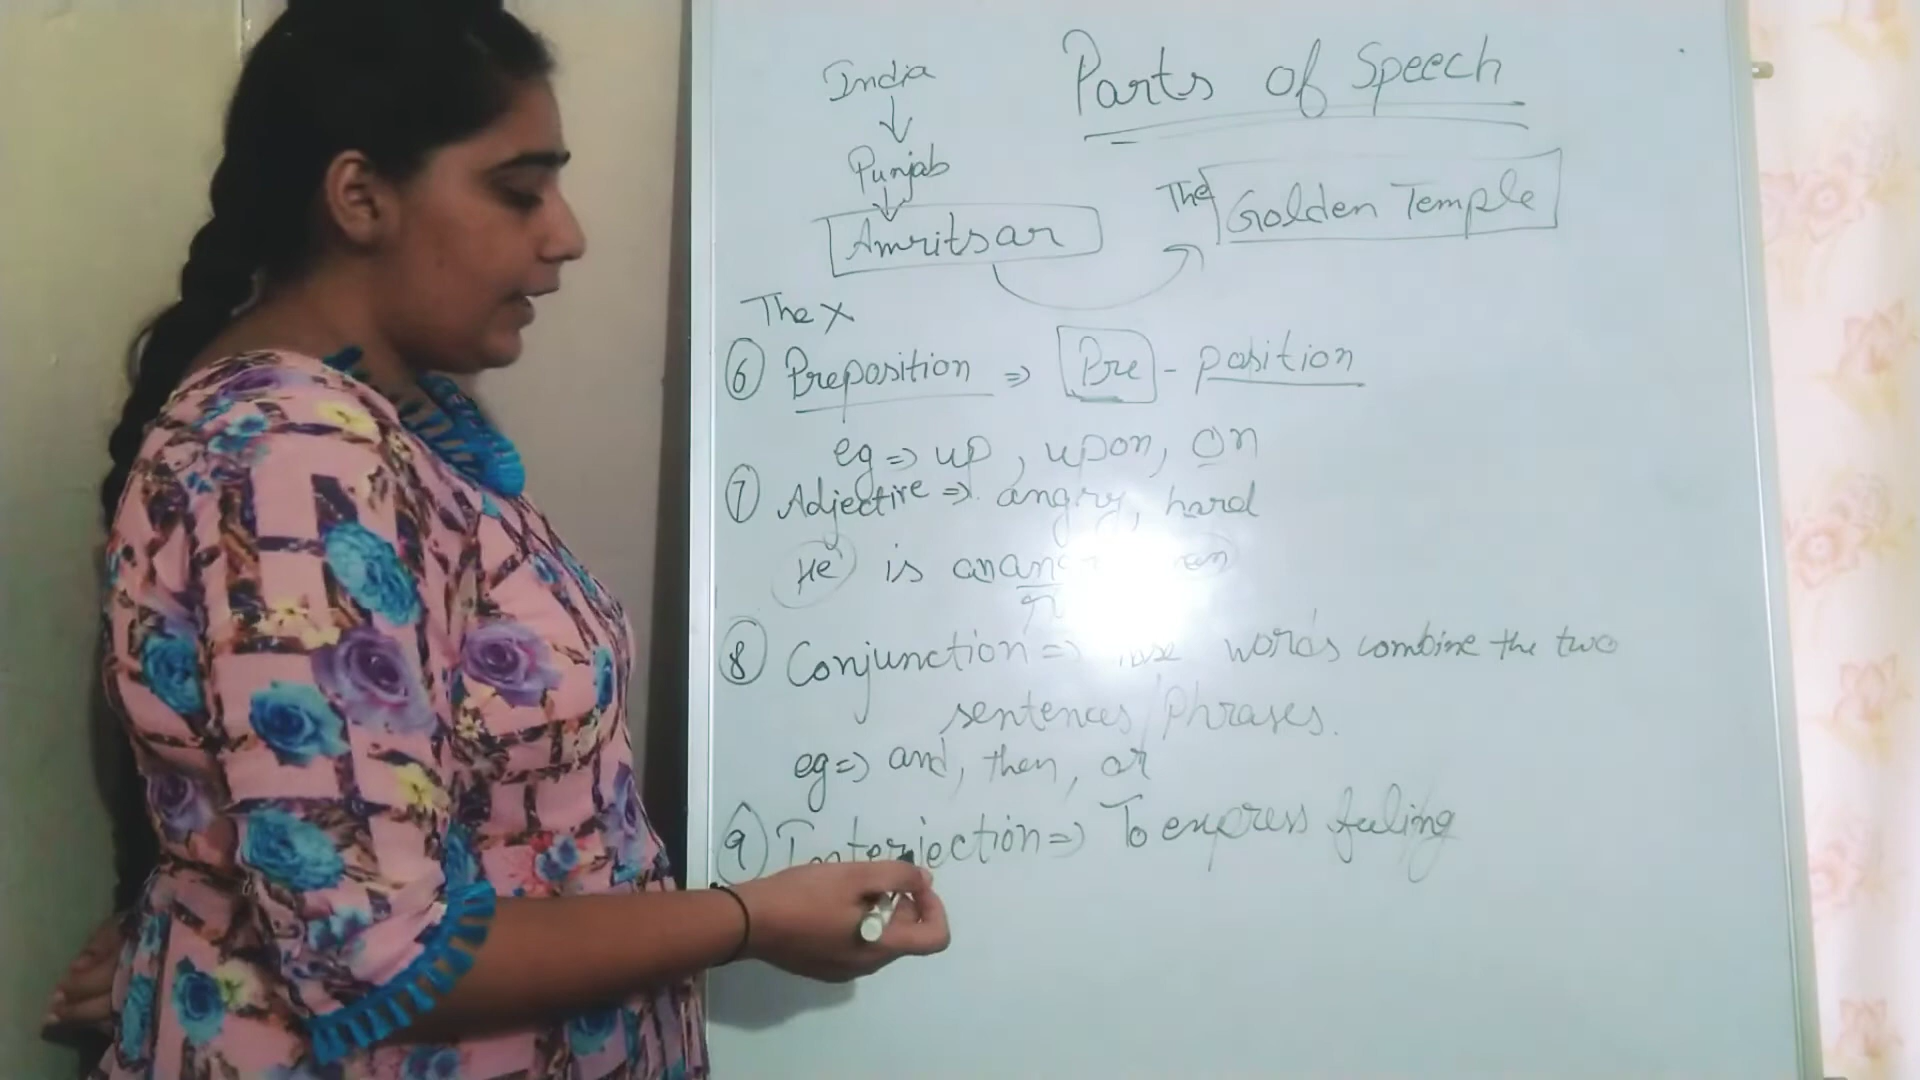 Parts of Speech
India
↓
Punjab
↓
Amritsar
The Golden Temple
The X
6 Preposition ⇒ Pre - position
eg ⇒ up, upon, on
7 Adjective ⇒ angry, hard
He is an
8 Conjunction ⇒ words combine the two
sentences/phrases.
eg ⇒ and, then, or
9 Interjection ⇒ To express feeling